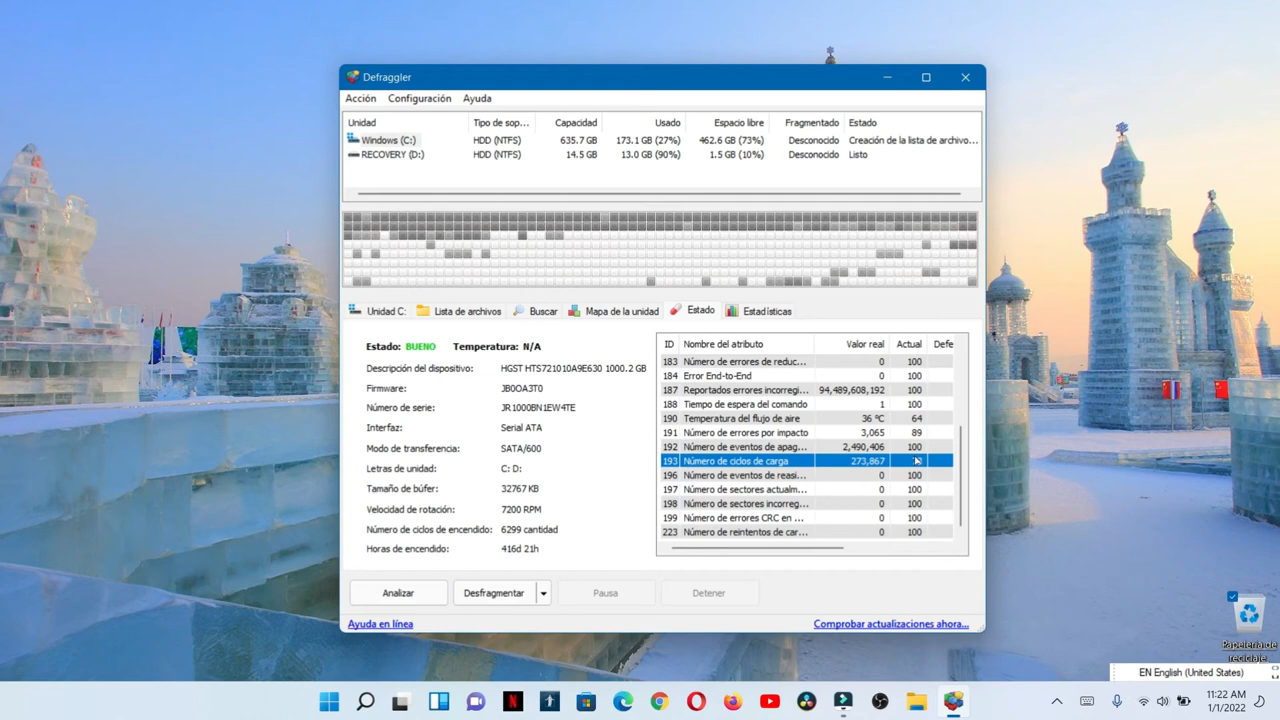 Defraggler
Acción Configuración Ayuda
Unidad Tipo de sop... Capacidad Usado Espacio libre Fragmentado Estado
Windows (C:) HDD (NTFS) 635.7 GB 173.1 GB (27%) 462.6 GB (73%) Desconocido Creación de la lista de archivo...
RECOVERY (D:) HDD (NTFS) 14.5 GB 13.0 GB (90%) 1.5 GB (10%) Desconocido Listo
Unidad C: Lista de archivos Buscar Mapa de la unidad Estado Estadísticas
Estado: BUENO Temperatura: N/A
Descripción del dispositivo: HGST HTS721010A9E630 1000.2 GB
Firmware: JB0OA3T0
Número de serie: JR1000BN1EW4TE
Interfaz: Serial ATA
Modo de transferencia: SATA/600
Letras de unidad: C: D:
Tamaño de búfer: 32767 KB
Velocidad de rotación: 7200 RPM
Número de ciclos de encendido: 6299 cantidad
Horas de encendido: 416d 21h
ID Nombre del atributo Valor real Actual Defe
183 Número de errores de reduc... 0 100
184 Error End-to-End 0 100
187 Reportados errores incorregi... 94,489,608,192 100
188 Tiempo de espera del comando 1 100
190 Temperatura del flujo de aire 36 ºC 64
191 Número de errores por impacto 3,065 89
192 Número de eventos de apag... 2,490,406 100
193 Número de ciclos de carga 273,867
196 Número de eventos de reasi... 0 100
197 Número de sectores actualm... 0 100
198 Número de sectores incorreg... 0 100
199 Número de errores CRC en ... 0 100
223 Número de reintentos de car... 0 100
Analizar Desfragmentar Pausa Detener
Ayuda en línea Comprobar actualizaciones ahora...
Papelería de
reciclaje
EN English (United States)
11:22 AM
1/1/2022